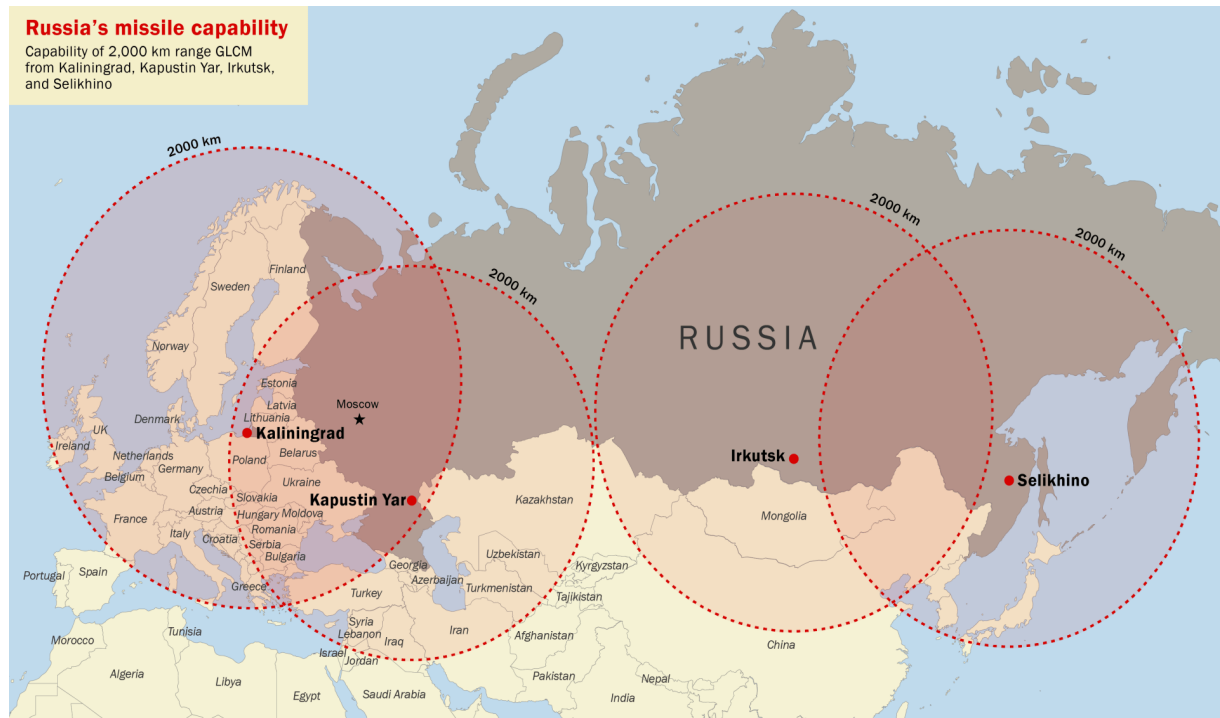 Russia's missile capability
Capability of 2,000 km range GLCM
from Kaliningrad, Kapustin Yar, Irkutsk,
and Selikhino
2000 km
2000 km
2000 km
2000 km
RUSSIA
Finland
Sweden
Norway
Estonia
Latvia
Lithuania
Moscow
Denmark
UK
Ireland
Kaliningrad
Netherlands
Poland
Belarus
Germany
Belgium
Irkutsk
Selikhino
Ukraine
Czechia
Slovakia
Kapustin Yar
Kazakhstan
Austria
Hungary
Moldova
France
Mongolia
Romania
Italy
Croatia
Serbia
Bulgaria
Uzbekistan
Georgia
Kyrgyzstan
Portugal
Spain
Greece
Azerbaijan
Turkmenistan
Turkey
Tajikistan
Syria
Lebanon
Iraq
Iran
Afghanistan
Morocco
Tunisia
Israel
Jordan
China
Algeria
Libya
Egypt
Saudi Arabia
Pakistan
Nepal
India